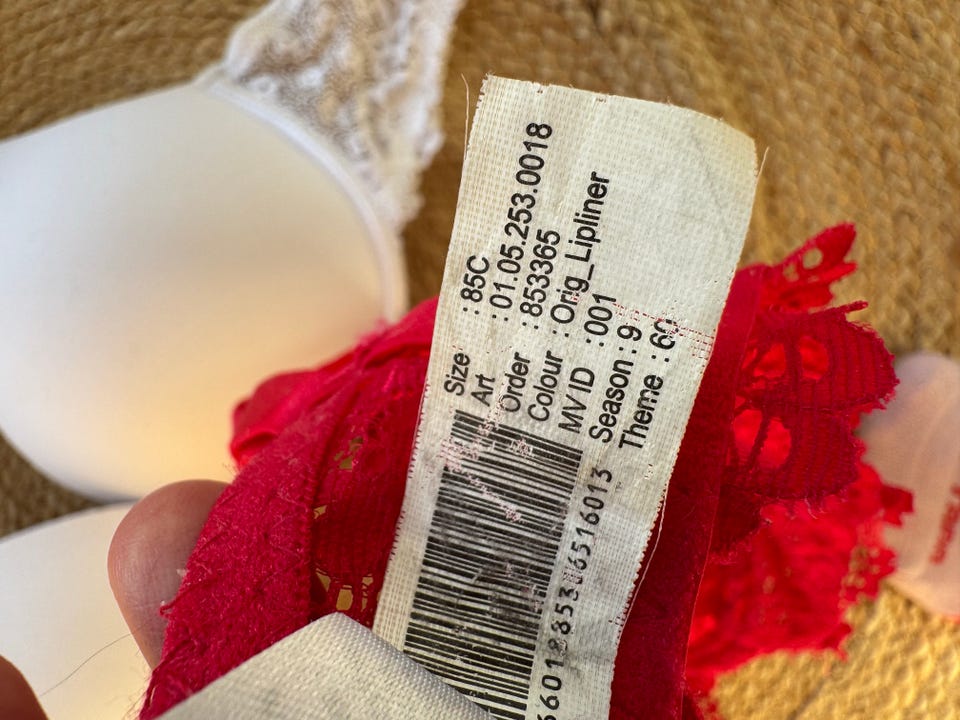 Size : 85C
Art : 01.05.253.0018
Order : 853365
Colour : Orig_Lipliner
MV ID : 001
Season : 9
Theme : 60